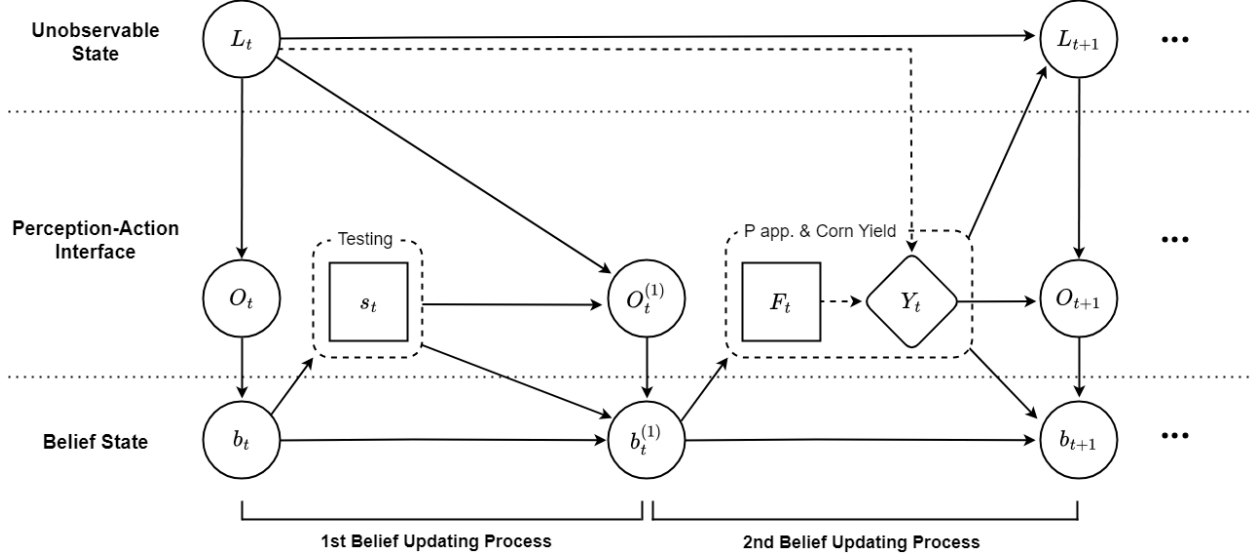 Unobservable
State
L_t
L_{t+1}
...
Perception-Action
Interface
Testing
P app. & Corn Yield
...
O_t
s_t
O_t^{(1)}
F_t
Y_t
O_{t+1}
Belief State
b_t
b_t^{(1)}
b_{t+1}
...
1st Belief Updating Process
2nd Belief Updating Process